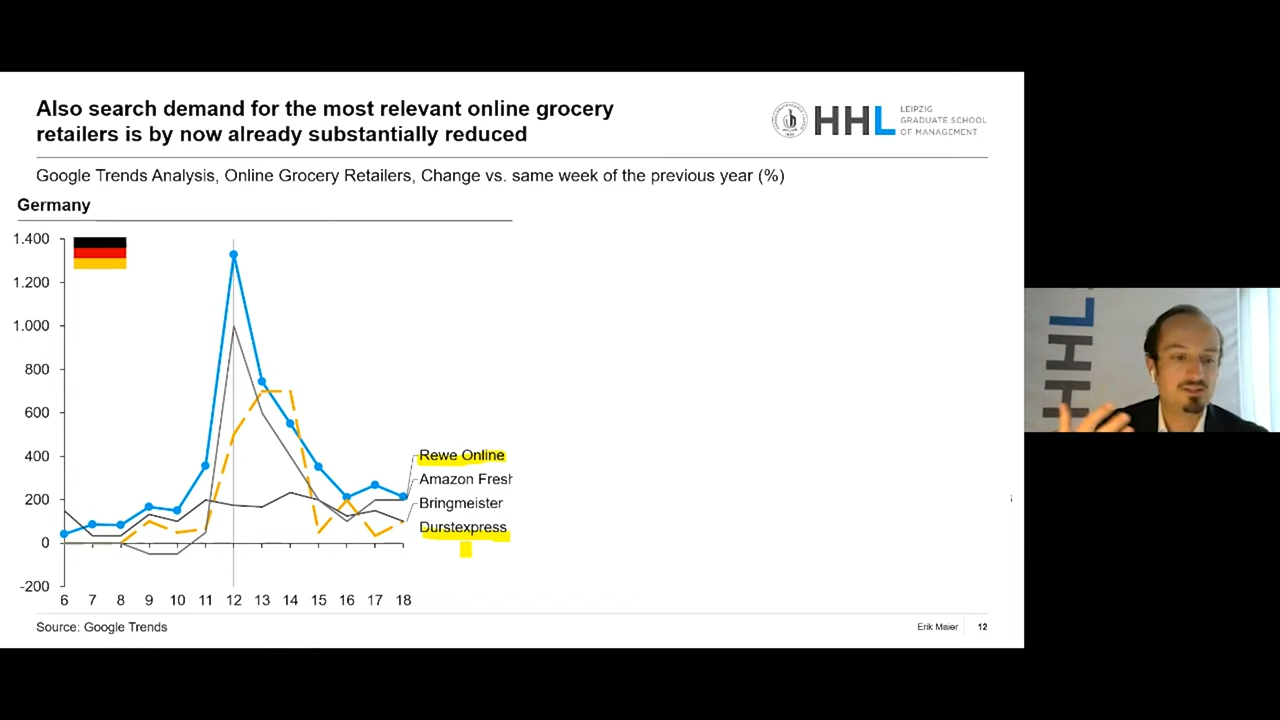 Also search demand for the most relevant online grocery
retailers is by now already substantially reduced
HHL
LEIPZIG
GRADUATE SCHOOL
OF MANAGEMENT
Google Trends Analysis, Online Grocery Retailers, Change vs. same week of the previous year (%)
Germany
1.400
1.200
1.000
800
600
400
200
0
-200
6 7 8 9 10 11 12 13 14 15 16 17 18
Rewe Online
Amazon Fresh
Bringmeister
Durstexpress
Source: Google Trends
Erik Maier
12
HHL